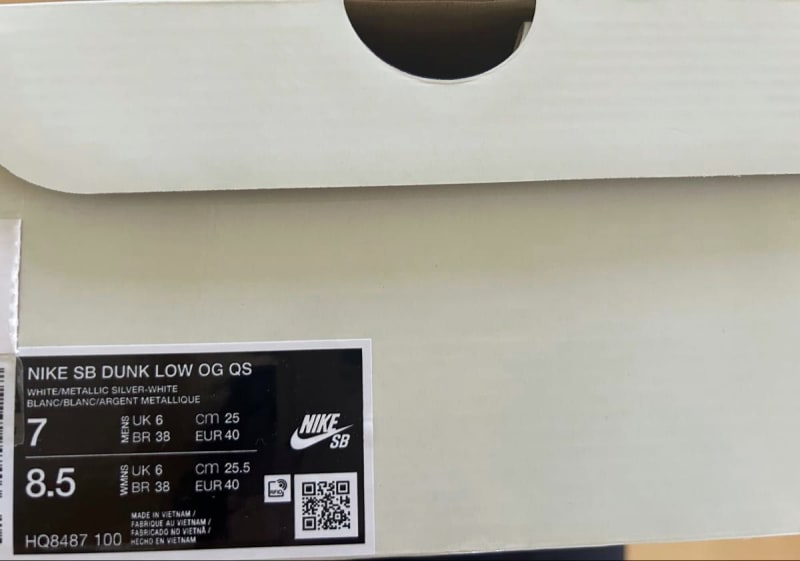 NIKE SB DUNK LOW OG QS
WHITE/METALLIC SILVER-WHITE
BLANC/BLANC/ARGENT METALLIQUE
7 MENS UK 6 cm 25
BR 38 EUR 40
NIKE
SB
8.5 WMNS UK 6 cm 25.5
BR 38 EUR 40
MADE IN VIETNAM /
FABRIQUE AU VIETNAM /
FABRICADO NO VIETNÃ /
HECHO EN VIETNAM
HQ8487 100